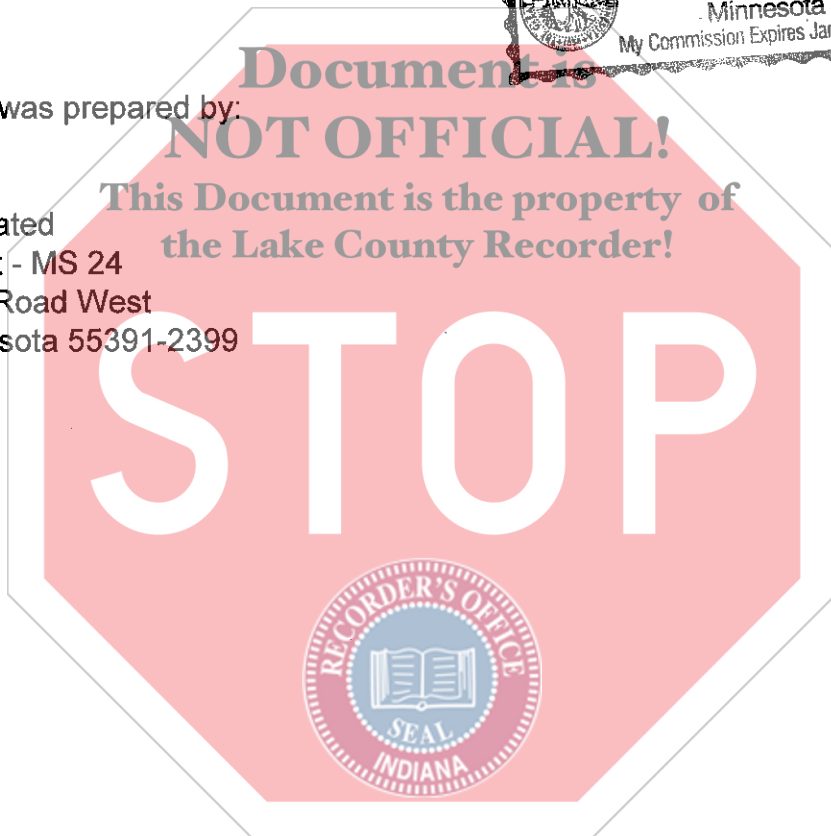 Minnesota
My Commission Expires Jan
Document is
was prepared by:
NOT OFFICIAL!
This Document is the property of
ated
the Lake County Recorder!
- MS 24
Road West
sota 55391-2399
STOP
RECORDER'S OFFICE
SEAL
INDIANA